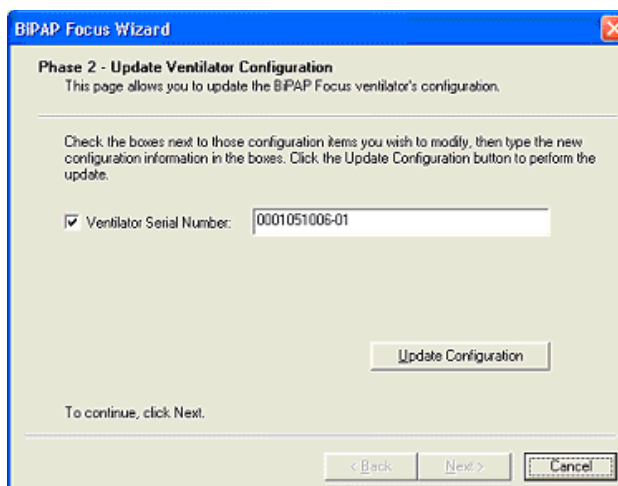 BiPAP Focus Wizard
Phase 2 - Update Ventilator Configuration
This page allows you to update the BiPAP Focus ventilator's configuration.
Check the boxes next to those configuration items you wish to modify, then type the new
configuration information in the boxes. Click the Update Configuration button to perform the
update.
Ventilator Serial Number: 0001051006-01
Update Configuration
To continue, click Next.
< Back Next > Cancel